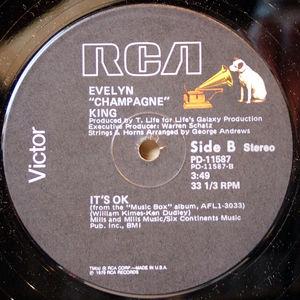 RCA
EVELYN
"CHAMPAGNE"
KING
Produced by T. Life for Life's Galaxy Production
Executive Producer: Warren Schatz
Strings & Horns Arranged by George Andrews
Victor
Side B Stereo
PD-11587
PD-11587-B
3:49
33 1/3 RPM
IT'S OK
(from the "Music Box" album, AFL1-3033)
(William Kimes-Ken Dudley)
Mills and Mills Music/Six Continents Music
Pub. Inc., BMI
TM(s) ® RCA CORP.—MADE IN U.S.A.
℗ 1979 RCA RECORDS